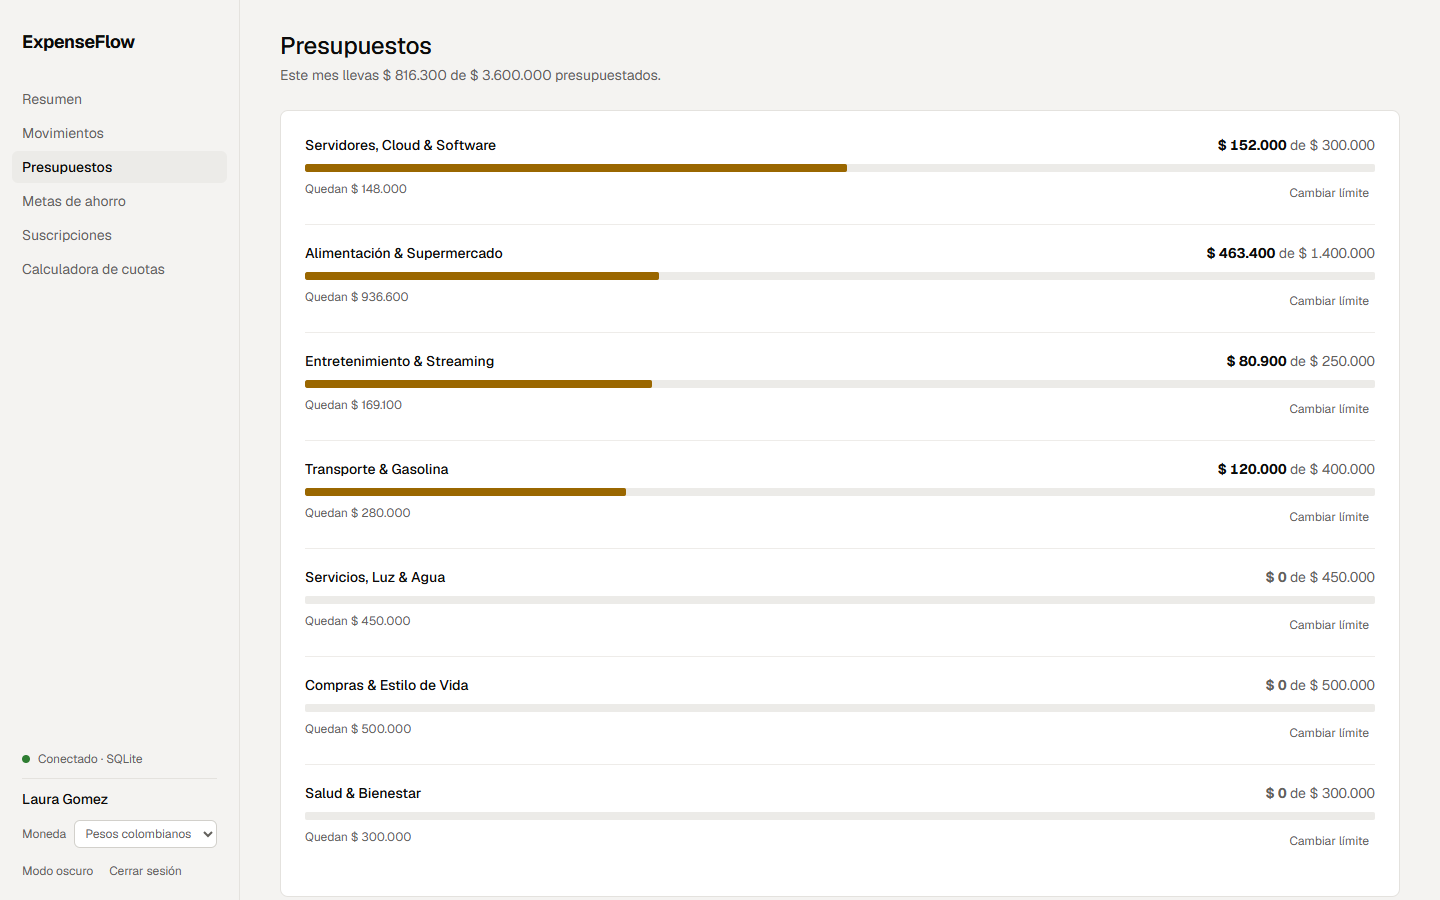 ExpenseFlow
Resumen
Movimientos
Presupuestos
Metas de ahorro
Suscripciones
Calculadora de cuotas
Conectado · SQLite
Laura Gomez
Moneda Pesos colombianos
Modo oscuro Cerrar sesión
Presupuestos
Este mes llevas $ 816.300 de $ 3.600.000 presupuestados.
Servidores, Cloud & Software $ 152.000 de $ 300.000
Quedan $ 148.000 Cambiar límite
Alimentación & Supermercado $ 463.400 de $ 1.400.000
Quedan $ 936.600 Cambiar límite
Entretenimiento & Streaming $ 80.900 de $ 250.000
Quedan $ 169.100 Cambiar límite
Transporte & Gasolina $ 120.000 de $ 400.000
Quedan $ 280.000 Cambiar límite
Servicios, Luz & Agua $ 0 de $ 450.000
Quedan $ 450.000 Cambiar límite
Compras & Estilo de Vida $ 0 de $ 500.000
Quedan $ 500.000 Cambiar límite
Salud & Bienestar $ 0 de $ 300.000
Quedan $ 300.000 Cambiar límite